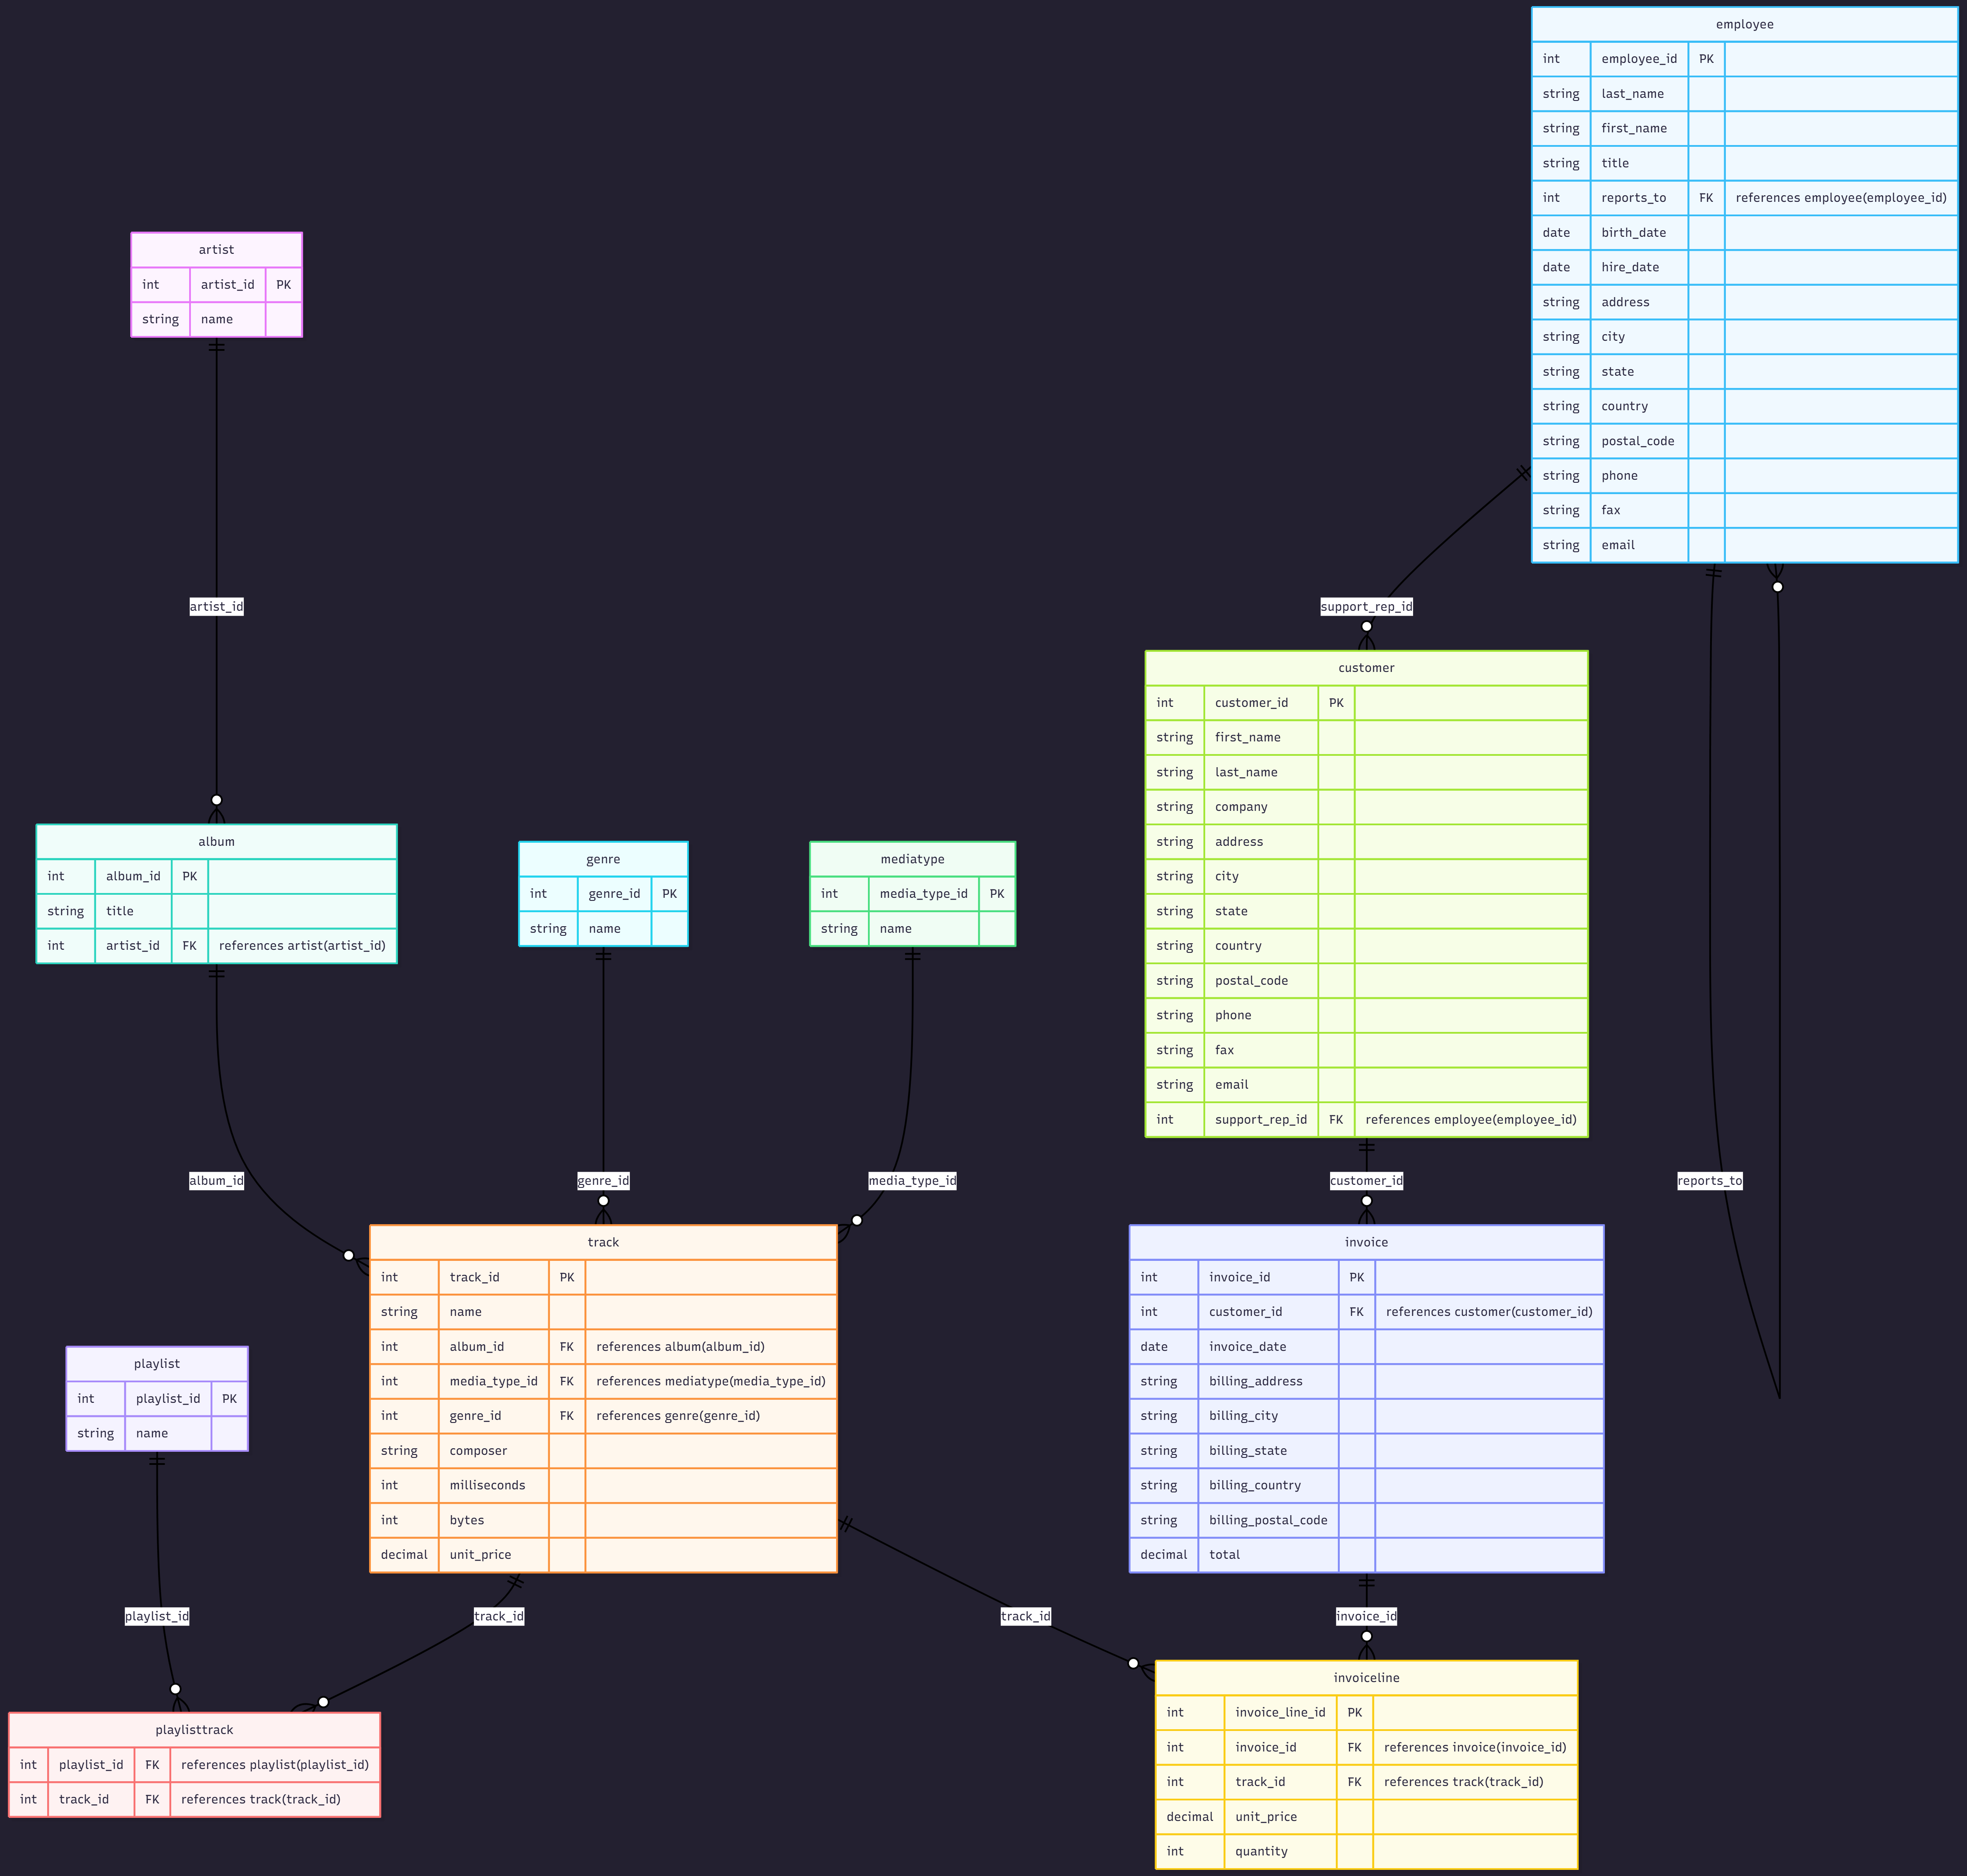 employee
int employee_id PK
string last_name
string first_name
string title
int reports_to FK references employee(employee_id)
date birth_date
date hire_date
string address
string city
string state
string country
string postal_code
string phone
string fax
string email
artist
int artist_id PK
string name
artist_id
support_rep_id
customer
int customer_id PK
string first_name
string last_name
string company
string address
string city
string state
string country
string postal_code
string phone
string fax
string email
int support_rep_id FK references employee(employee_id)
album
int album_id PK
string title
int artist_id FK references artist(artist_id)
genre
int genre_id PK
string name
mediatype
int media_type_id PK
string name
album_id
genre_id
media_type_id
customer_id
reports_to
track
int track_id PK
string name
int album_id FK references album(album_id)
int media_type_id FK references mediatype(media_type_id)
int genre_id FK references genre(genre_id)
string composer
int milliseconds
int bytes
decimal unit_price
invoice
int invoice_id PK
int customer_id FK references customer(customer_id)
date invoice_date
string billing_address
string billing_city
string billing_state
string billing_country
string billing_postal_code
decimal total
playlist
int playlist_id PK
string name
playlist_id
track_id
track_id
invoice_id
playlisttrack
int playlist_id FK references playlist(playlist_id)
int track_id FK references track(track_id)
invoiceline
int invoice_line_id PK
int invoice_id FK references invoice(invoice_id)
int track_id FK references track(track_id)
decimal unit_price
int quantity